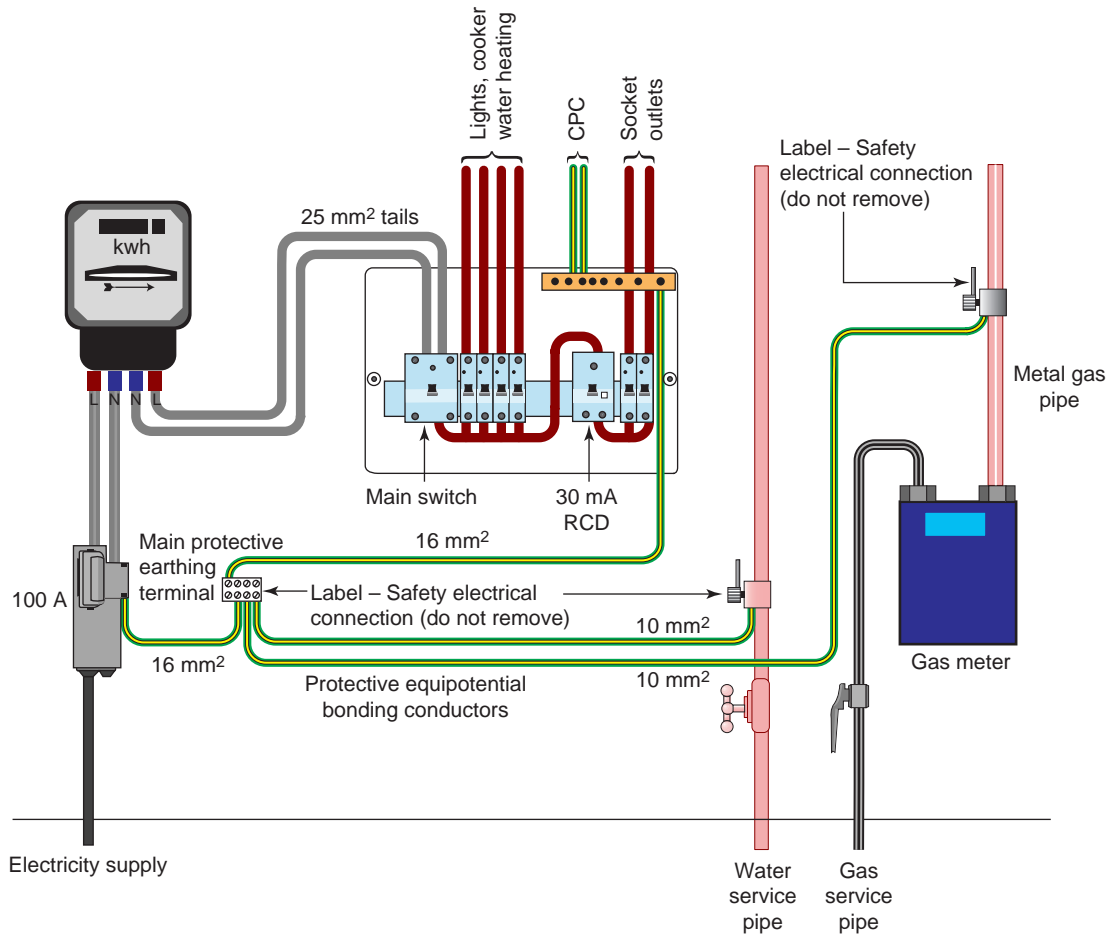 Lights, cooker
water heating
CPC
Socket
outlets
Label – Safety
electrical connection
(do not remove)
25 mm² tails
kwh
L N N L
Metal gas
pipe
Main switch
30 mA
RCD
16 mm²
Main protective
earthing
terminal
100 A
Label – Safety electrical
connection (do not remove)
10 mm²
16 mm²
Gas meter
10 mm²
Protective equipotential
bonding conductors
Electricity supply
Water
service
pipe
Gas
service
pipe